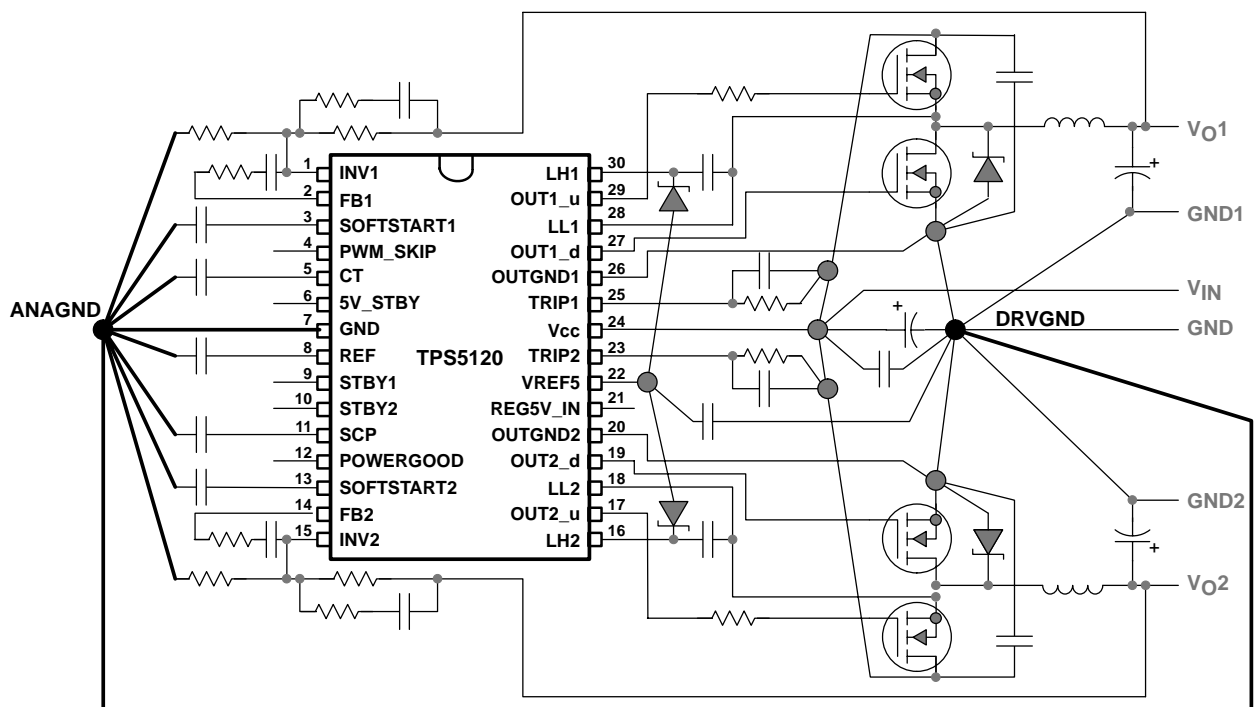 ANAGND
1 INV1
2 FB1
3 SOFTSTART1
4 PWM_SKIP
5 CT
6 5V_STBY
7 GND
8 REF
9 STBY1
10 STBY2
11 SCP
12 POWERGOOD
13 SOFTSTART2
14 FB2
15 INV2
TPS5120
LH1 30
OUT1_u 29
LL1 28
OUT1_d 27
OUTGND1 26
TRIP1 25
Vcc 24
TRIP2 23
VREF5 22
REG5V_IN 21
OUTGND2 20
OUT2_d 19
LL2 18
OUT2_u 17
LH2 16
+
+
+
DRVGND
VO1
GND1
VIN
GND
GND2
VO2